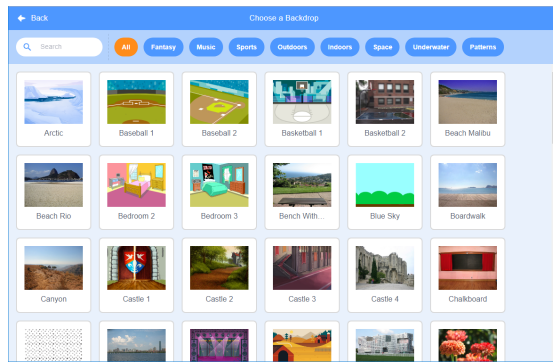 Back
Choose a Backdrop
Search
All Fantasy Music Sports Outdoors Indoors Space Underwater Patterns
Arctic Baseball 1 Baseball 2 Basketball 1 Basketball 2 Beach Malibu
Beach Rio Bedroom 2 Bedroom 3 Bench With... Blue Sky Boardwalk
Canyon Castle 1 Castle 2 Castle 3 Castle 4 Chalkboard